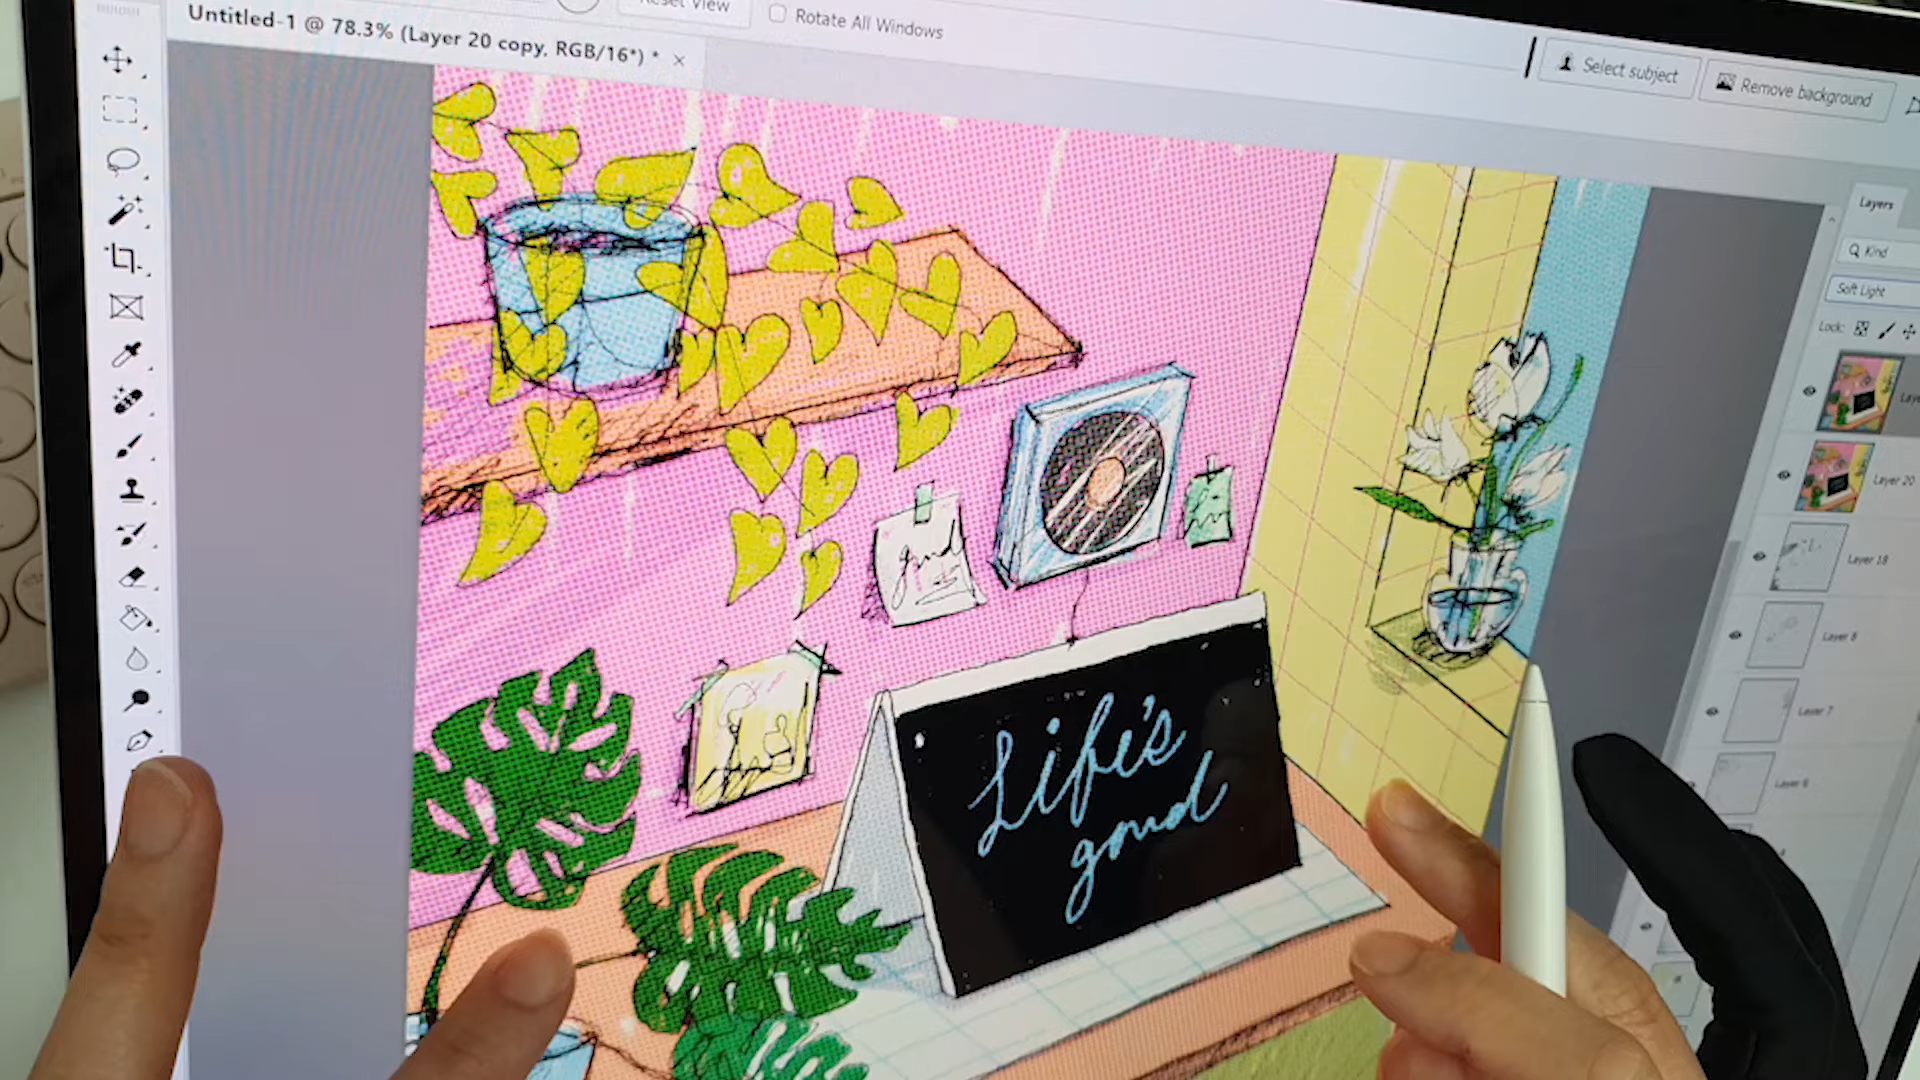 Reset View
Rotate All Windows
Select subject
Remove background
Untitled-1 @ 78.3% (Layer 20 copy, RGB/16*) * ×
Layers
Kind
Soft Light
Lock:
Layer 20
Layer 18
Layer 8
Layer 7
Layer 6
good
Life's
good